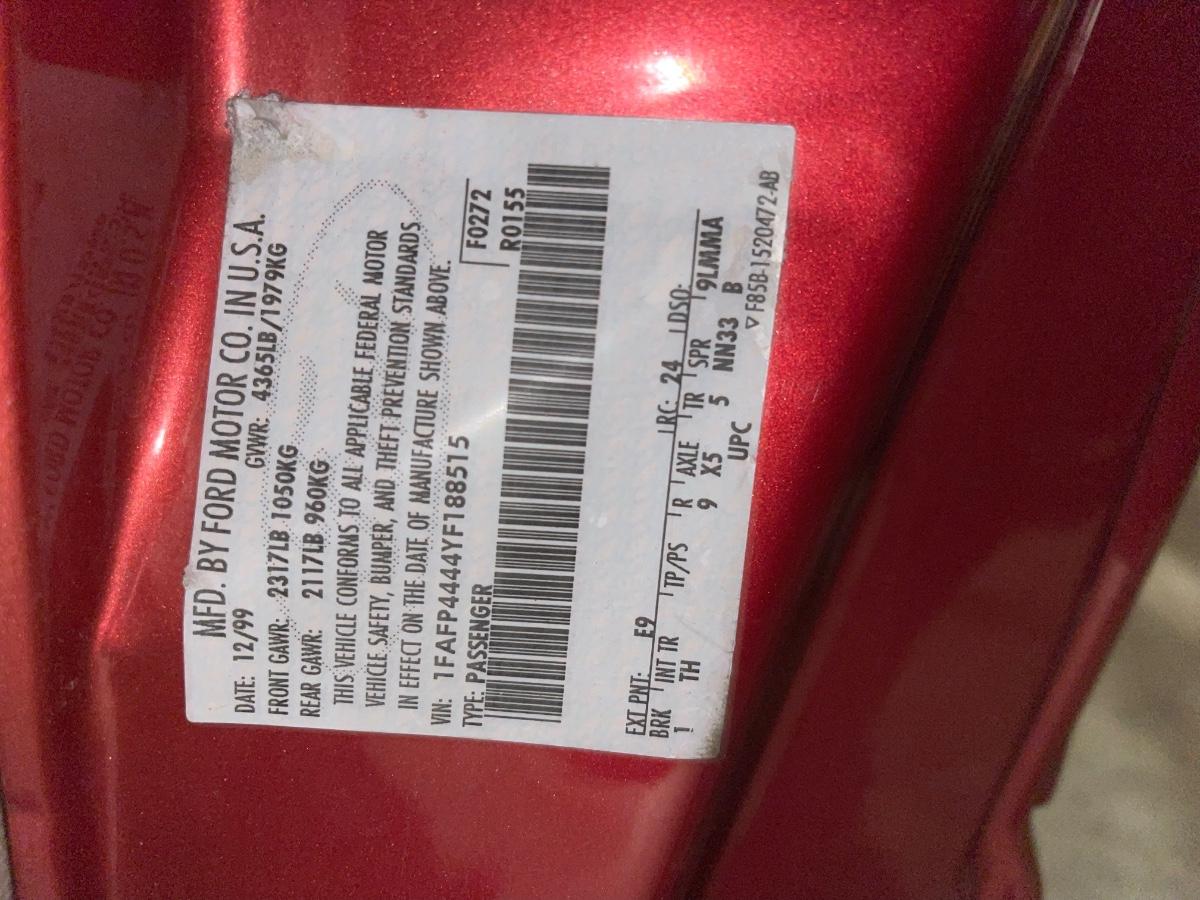 MFD. BY FORD MOTOR CO. IN U.S.A.
DATE: 12/99 GVWR: 4365LB/1979KG
FRONT GAWR: 2317LB 1050KG
REAR GAWR: 2117LB 960KG
THIS VEHICLE CONFORMS TO ALL APPLICABLE FEDERAL MOTOR
VEHICLE SAFETY, BUMPER, AND THEFT PREVENTION STANDARDS
IN EFFECT ON THE DATE OF MANUFACTURE SHOWN ABOVE.
VIN: 1FAFP4444YF188515
TYPE: PASSENGER
F0272
R0155
EXT PNT: E9 RC: 24 DSO:
BRK INT TR TP/PS R AXLE TR SPR 9LMMA
1 TH 9 X5 5 NN33 B
UPC
▽ F85B-1520472-AB